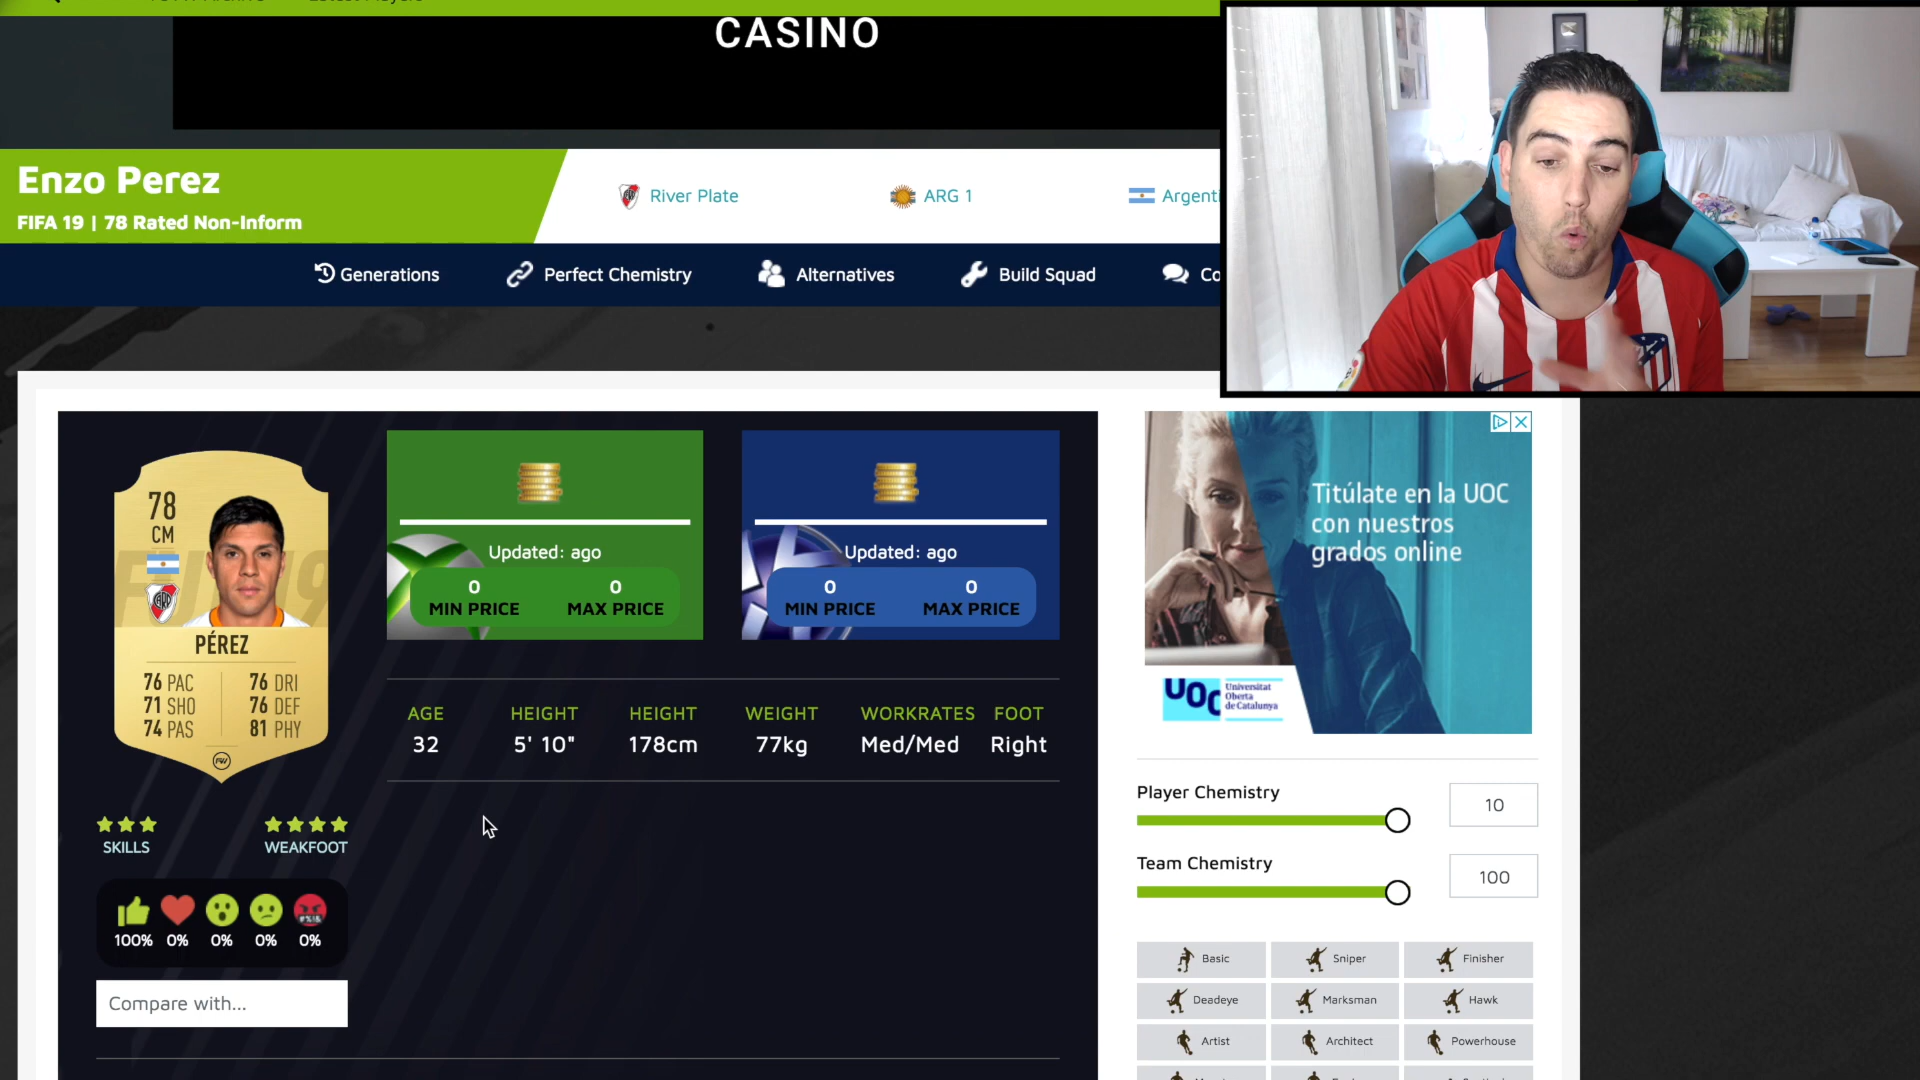 CASINO
Enzo Perez
FIFA 19 | 78 Rated Non-Inform
River Plate
ARG 1
Generations
Perfect Chemistry
Alternatives
Build Squad
78
CM
PÉREZ
76 PAC
76 DRI
71 SHO
76 DEF
74 PAS
81 PHY
Updated: ago
0
0
MIN PRICE
MAX PRICE
Updated: ago
0
0
MIN PRICE
MAX PRICE
AGE
HEIGHT
HEIGHT
WEIGHT
WORKRATES
FOOT
32
5' 10"
178cm
77kg
Med/Med
Right
SKILLS
WEAKFOOT
100%
0%
0%
0%
0%
Compare with...
Titúlate en la UOC
con nuestros
grados online
UOC
Universitat
Oberta
de Catalunya
Player Chemistry
10
Team Chemistry
100
Basic
Sniper
Finisher
Deadeye
Marksman
Hawk
Artist
Architect
Powerhouse